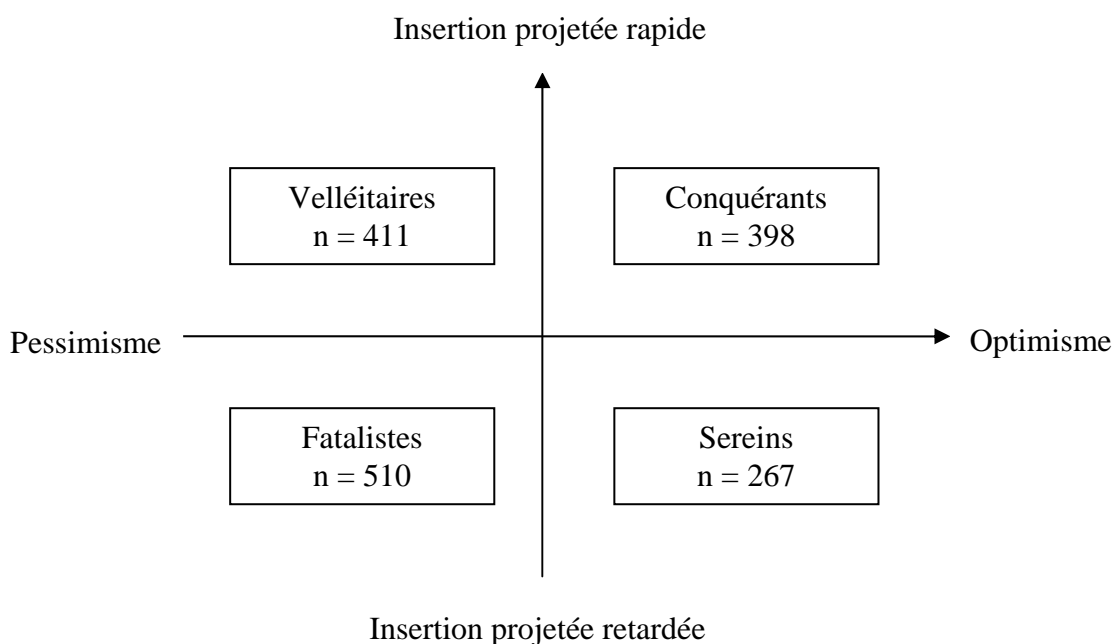 Insertion projetée rapide
Velléitaires
n = 411
Conquérants
n = 398
Pessimisme
Optimisme
Fatalistes
n = 510
Sereins
n = 267
Insertion projetée retardée